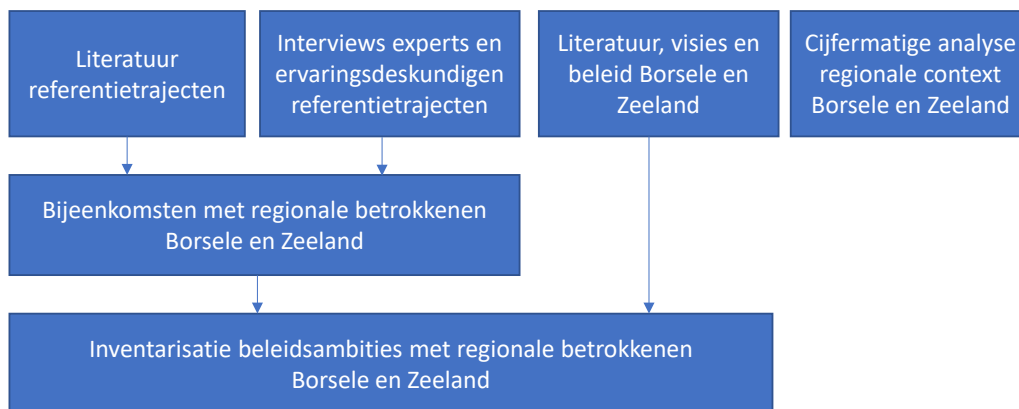 Literatuur
referentietrajecten
Interviews experts en
ervaringsdeskundigen
referentietrajecten
Literatuur, visies en
beleid Borsele en
Zeeland
Cijfermatige analyse
regionale context
Borsele en Zeeland
Bijeenkomsten met regionale betrokkenen
Borsele en Zeeland
Inventarisatie beleidsambities met regionale betrokkenen
Borsele en Zeeland